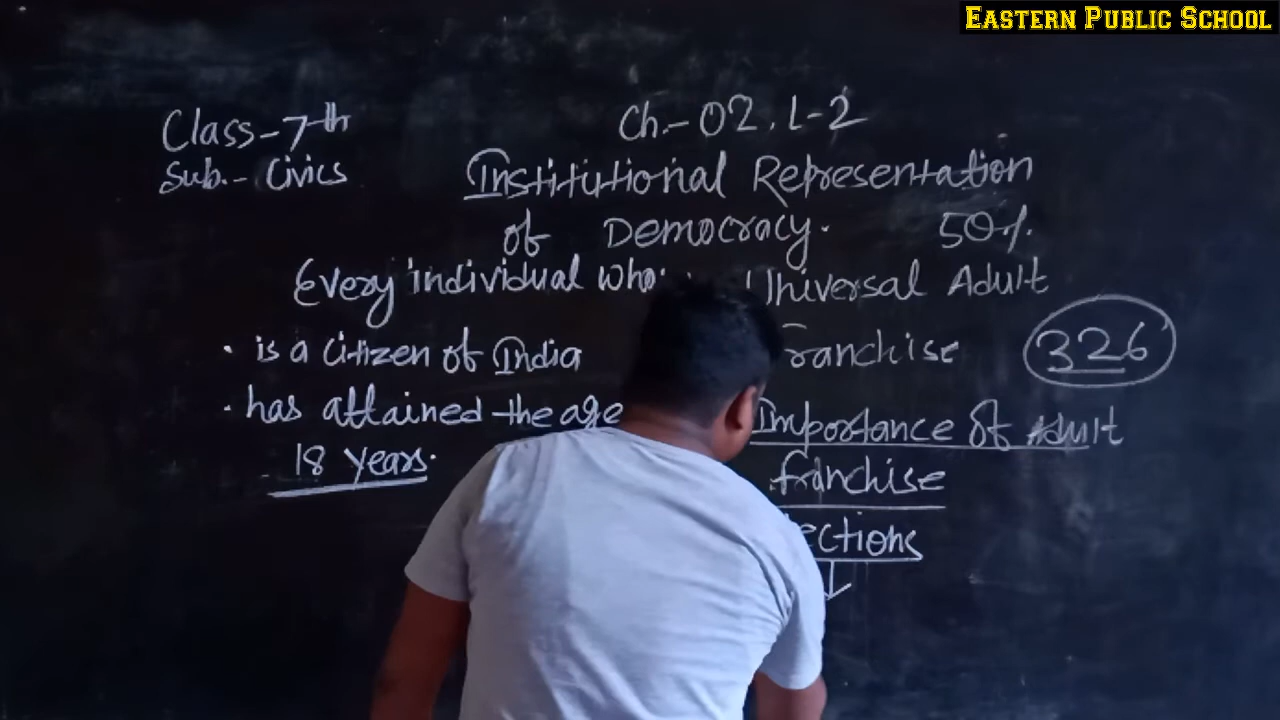 EASTERN PUBLIC SCHOOL
Class-7th
Sub.- Civics
Ch.-02, L-2
Institutional Representation
of Democracy. 50%.
Every individual who
• is a citizen of India
• has attained the age
18 years.
Universal Adult
ranchise 326
Importance of Adult
franchise
ections